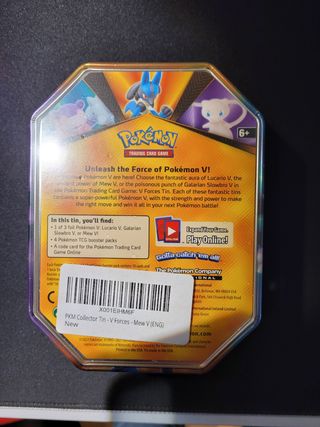 Pokémon
TRADING CARD GAME
6+
Unleash the Force of Pokémon V!
Pokémon V are here! Choose the fantastic aura of Lucario V, the
power of Mew V, or the poisonous punch of Galarian Slowbro V in
the Pokémon Trading Card Game: V Forces Tin. Each of these fantastic tins
contains a super-powerful Pokémon V, with the strength and power to make
the right move and win it all in your next Pokémon battle!
In this tin, you'll find:
• 1 of 3 foil Pokémon V: Lucario V, Galarian
Slowbro V, or Mew V!
• 4 Pokémon TCG booster packs
• A code card for the Pokémon Trading Card
Game Online
Expand Your Game.
Play Online!
Gotta catch 'em all!
The Pokémon Company
X001EIHM6F
PKM Collector Tin - V Forces - Mew V (ENG)
New